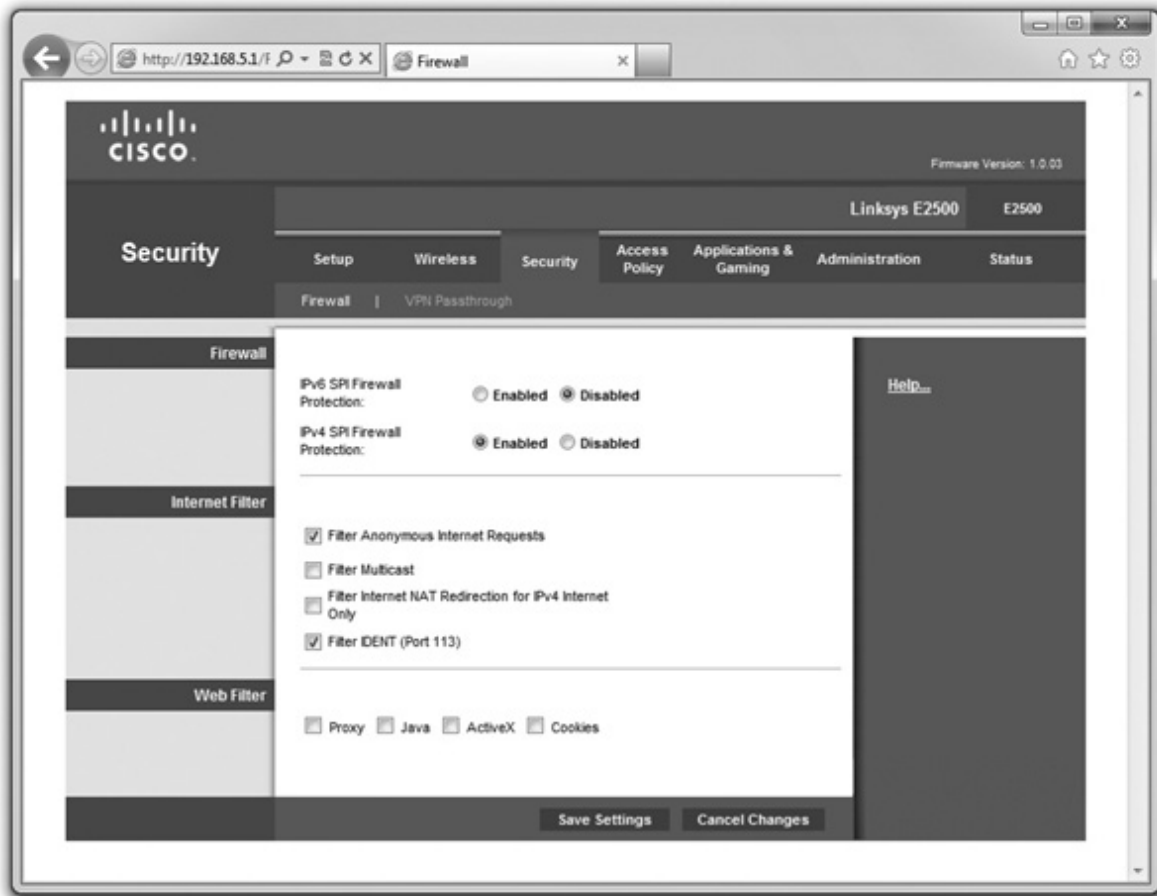 http://192.168.5.1/F
Firewall
CISCO.
Firmware Version: 1.0.03
Linksys E2500
E2500
Security
Setup
Wireless
Security
Access Policy
Applications & Gaming
Administration
Status
Firewall | VPN Passthrough
Firewall
IPv6 SPI Firewall
Protection:
Enabled Disabled
IPv4 SPI Firewall
Protection:
Enabled Disabled
Help...
Internet Filter
Filter Anonymous Internet Requests
Filter Multicast
Filter Internet NAT Redirection for IPv4 Internet
Only
Filter IDENT (Port 113)
Web Filter
Proxy Java ActiveX Cookies
Save Settings Cancel Changes